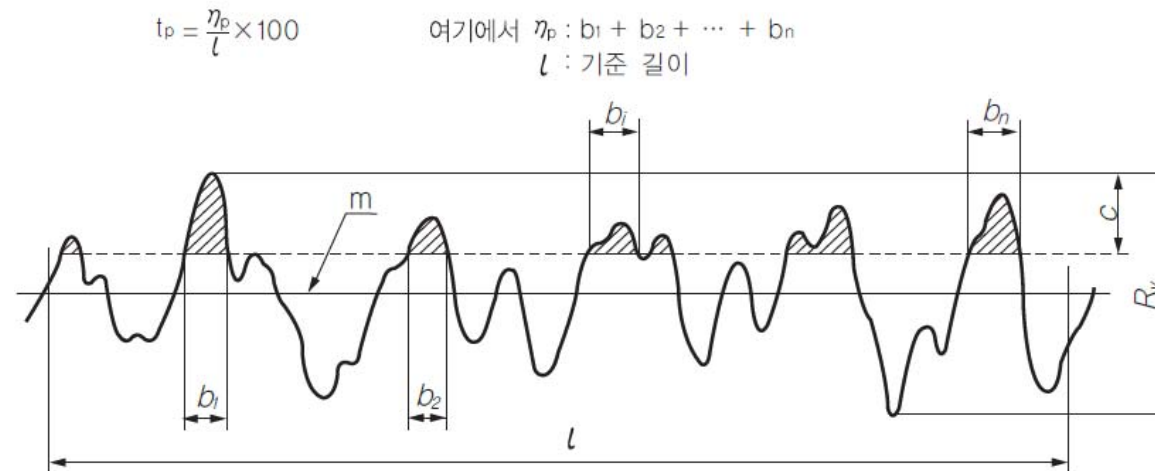 tp = ηp/l ×100 여기에서 ηp : b1 + b2 + ··· + bn
l : 기준 길이
bi bn
m
c
b1 b2
l